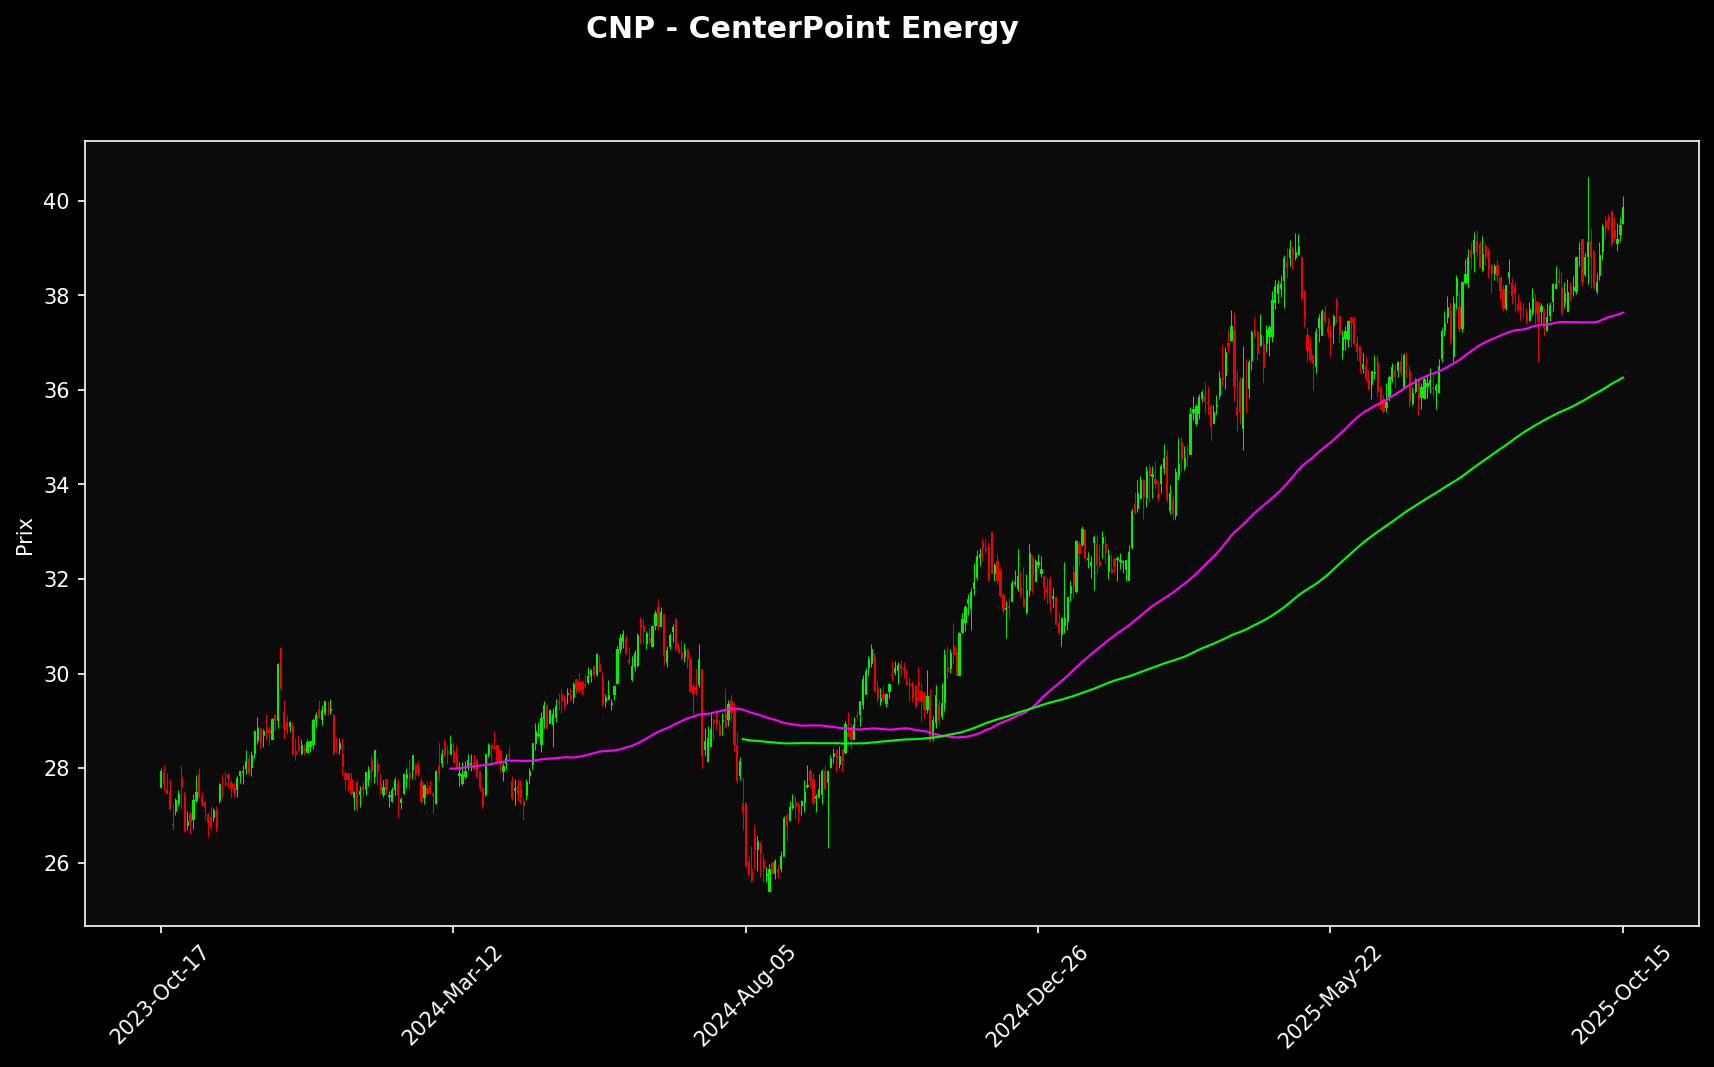 CNP - CenterPoint Energy
Prix
40
38
36
34
32
30
28
26
2023-Oct-17
2024-Mar-12
2024-Aug-05
2024-Dec-26
2025-May-22
2025-Oct-15